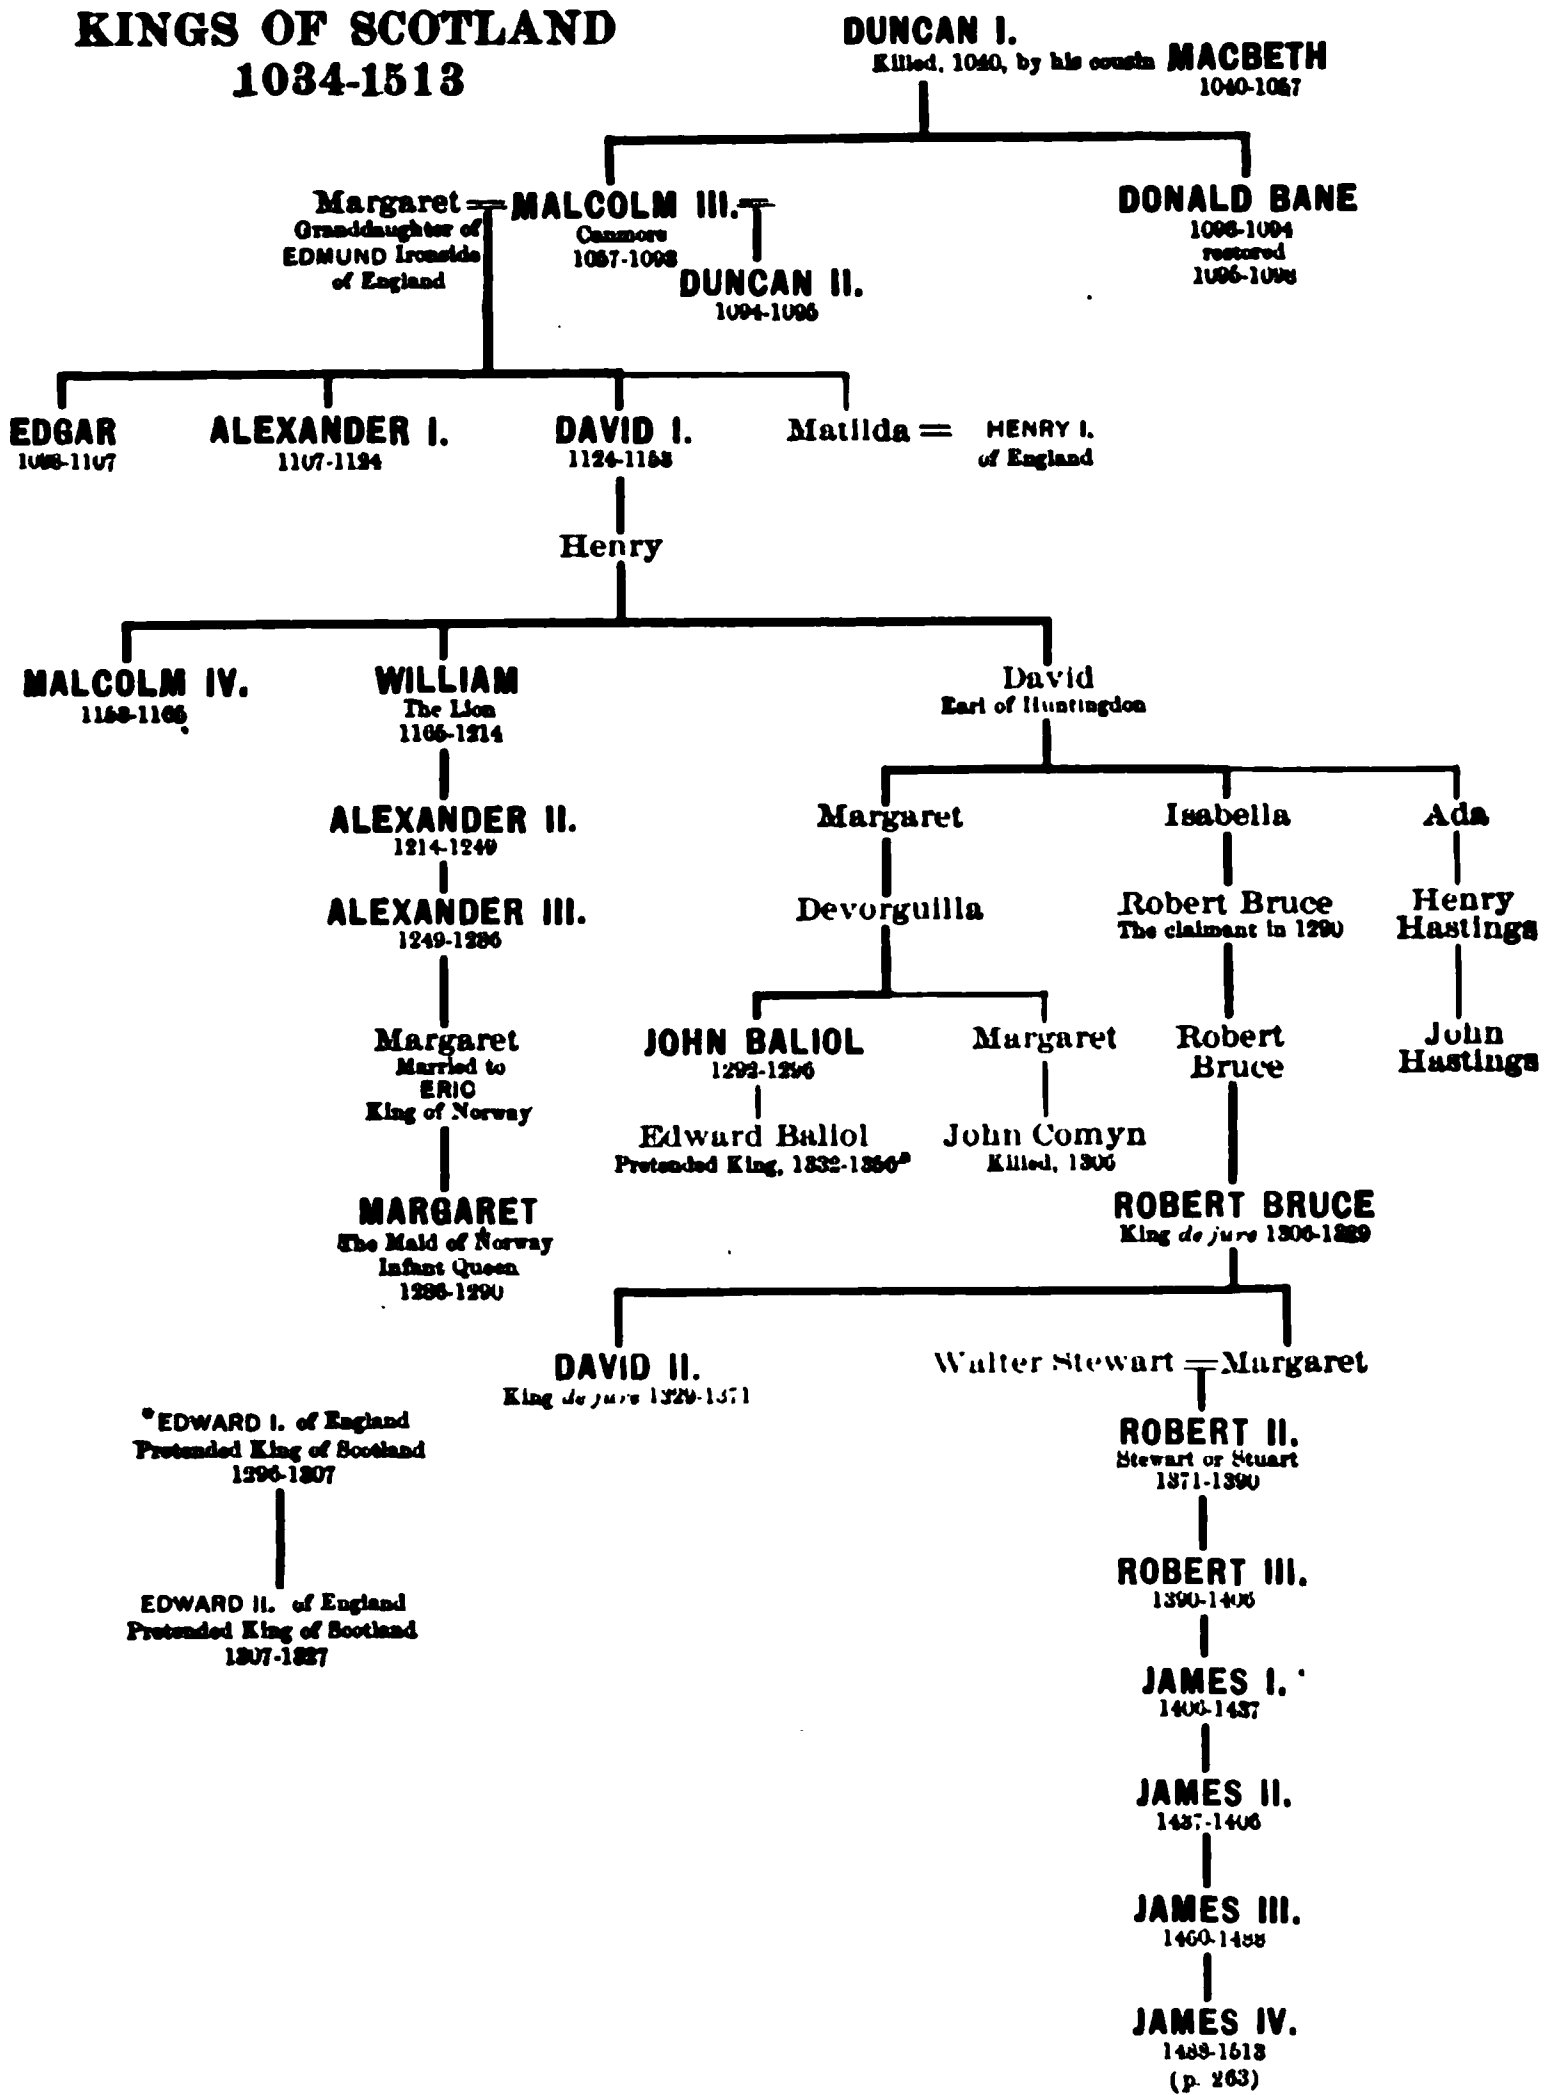 KINGS OF SCOTLAND
1034-1513
DUNCAN I.
Killed, 1040, by his cousin MACBETH
1040-1057
Margaret = MALCOLM III. =
Granddaughter of
EDMUND Ironside
of England
Canmore
1057-1093
DUNCAN II.
1094-1095
DONALD BANE
1093-1094
restored
1095-1098
EDGAR
1098-1107
ALEXANDER I.
1107-1124
DAVID I.
1124-1153
Matilda = HENRY I.
of England
Henry
MALCOLM IV.
1153-1165
WILLIAM
The Lion
1165-1214
David
Earl of Huntingdon
ALEXANDER II.
1214-1249
Margaret
Isabella
Ada
ALEXANDER III.
1249-1286
Devorguilla
Robert Bruce
The claimant in 1290
Henry
Hastings
Margaret
Married to
ERIC
King of Norway
JOHN BALIOL
1292-1296
Margaret
Robert
Bruce
John
Hastings
Edward Baliol
Pretended King, 1332-1356
John Comyn
Killed, 1306
MARGARET
The Maid of Norway
Infant Queen
1286-1290
ROBERT BRUCE
King de jure 1306-1329
DAVID II.
King de jure 1329-1371
Walter Stewart = Margaret
*EDWARD I. of England
Pretended King of Scotland
1296-1307
ROBERT II.
Stewart or Stuart
1371-1390
EDWARD II. of England
Pretended King of Scotland
1307-1327
ROBERT III.
1390-1406
JAMES I.
1406-1437
JAMES II.
1437-1406
JAMES III.
1460-1488
JAMES IV.
1488-1513
(p. 263)